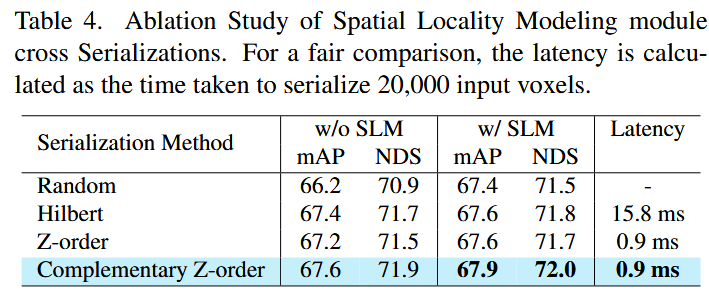 Table 4. Ablation Study of Spatial Locality Modeling module
cross Serializations. For a fair comparison, the latency is calcu-
lated as the time taken to serialize 20,000 input voxels.
Serialization Method w/o SLM w/ SLM Latency
mAP NDS mAP NDS
Random 66.2 70.9 67.4 71.5 -
Hilbert 67.4 71.7 67.6 71.8 15.8 ms
Z-order 67.2 71.5 67.6 71.7 0.9 ms
Complementary Z-order 67.6 71.9 67.9 72.0 0.9 ms